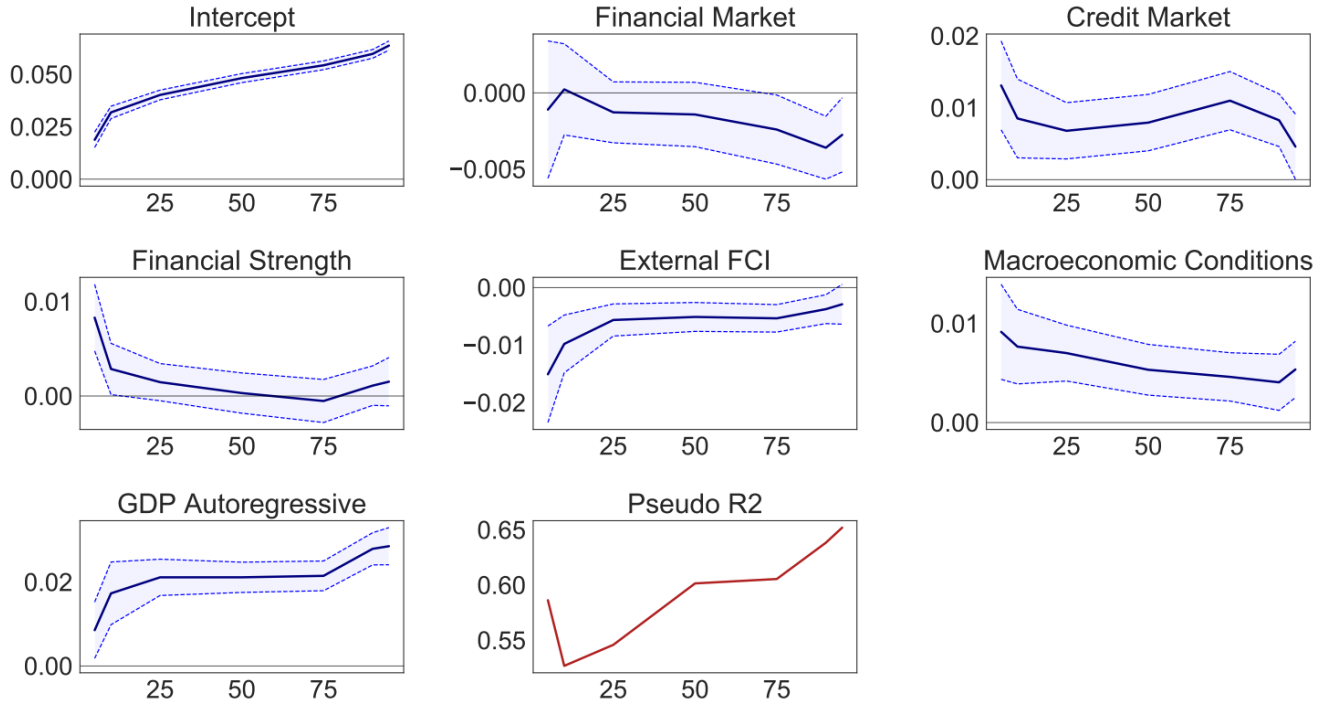 Intercept
0.050
0.025
0.000
25 50 75
Financial Market
0.000
−0.005
25 50 75
Credit Market
0.02
0.01
0.00
25 50 75
Financial Strength
0.01
0.00
25 50 75
External FCI
0.00
−0.01
−0.02
25 50 75
Macroeconomic Conditions
0.01
0.00
25 50 75
GDP Autoregressive
0.02
0.00
25 50 75
Pseudo R2
0.65
0.60
0.55
25 50 75